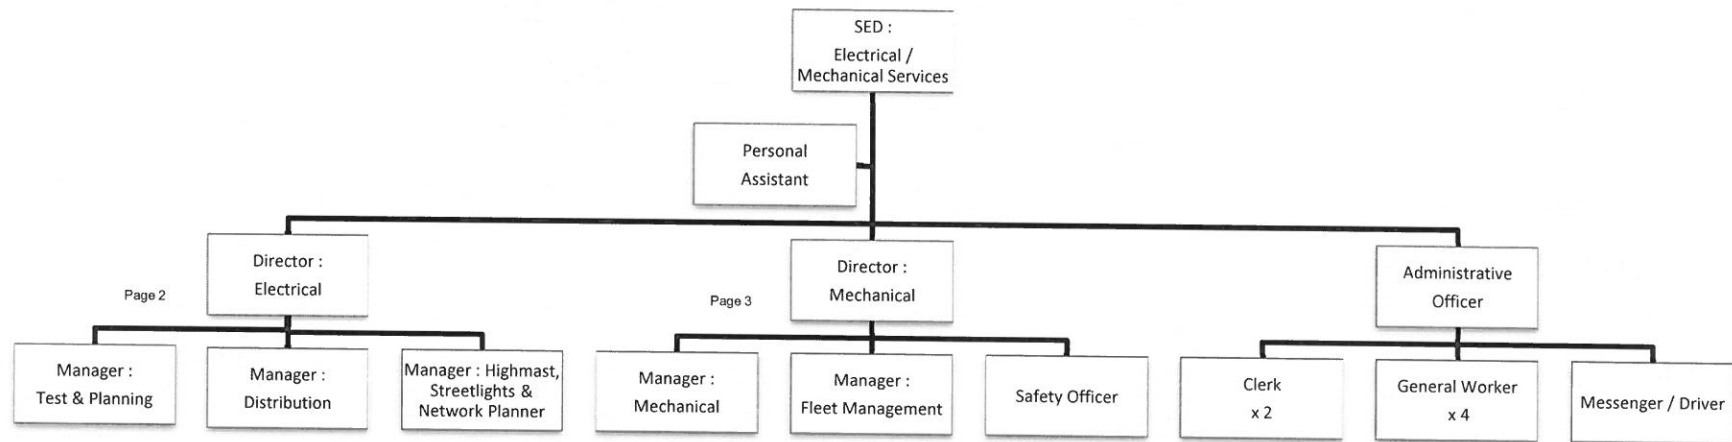 SED :
Electrical /
Mechanical Services
Personal
Assistant
Director :
Electrical
Director :
Mechanical
Administrative
Officer
Page 2
Page 3
Manager :
Test & Planning
Manager :
Distribution
Manager : Highmast,
Streetlights &
Network Planner
Manager :
Mechanical
Manager :
Fleet Management
Safety Officer
Clerk
x 2
General Worker
x 4
Messenger / Driver